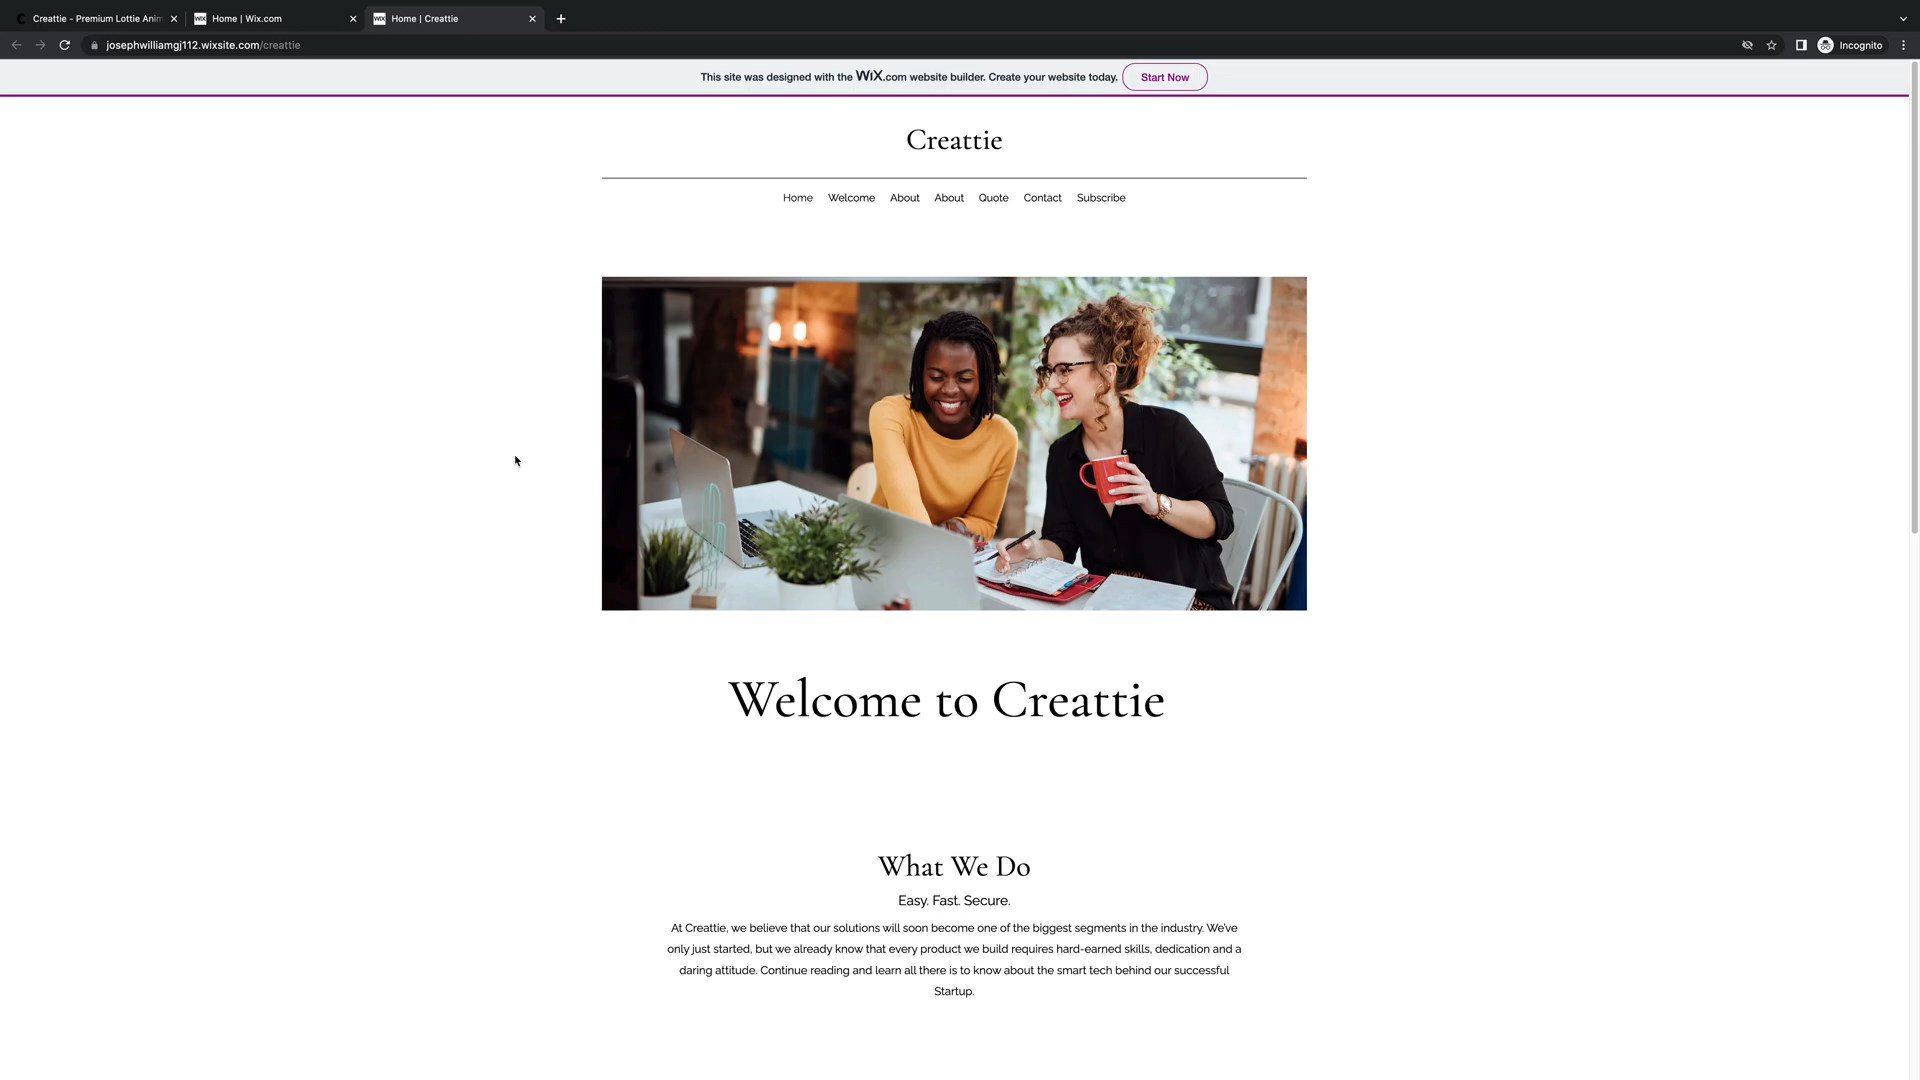 Creattie - Premium Lottie Anim
Home | Wix.com
Home | Creattie
josephwilliamgj112.wixsite.com/creattie
Incognito
This site was designed with the WiX.com website builder. Create your website today.
Start Now
Creattie
Home Welcome About About Quote Contact Subscribe
Welcome to Creattie
What We Do
Easy. Fast. Secure.
At Creattie, we believe that our solutions will soon become one of the biggest segments in the industry. We've
only just started, but we already know that every product we build requires hard-earned skills, dedication and a
daring attitude. Continue reading and learn all there is to know about the smart tech behind our successful
Startup.